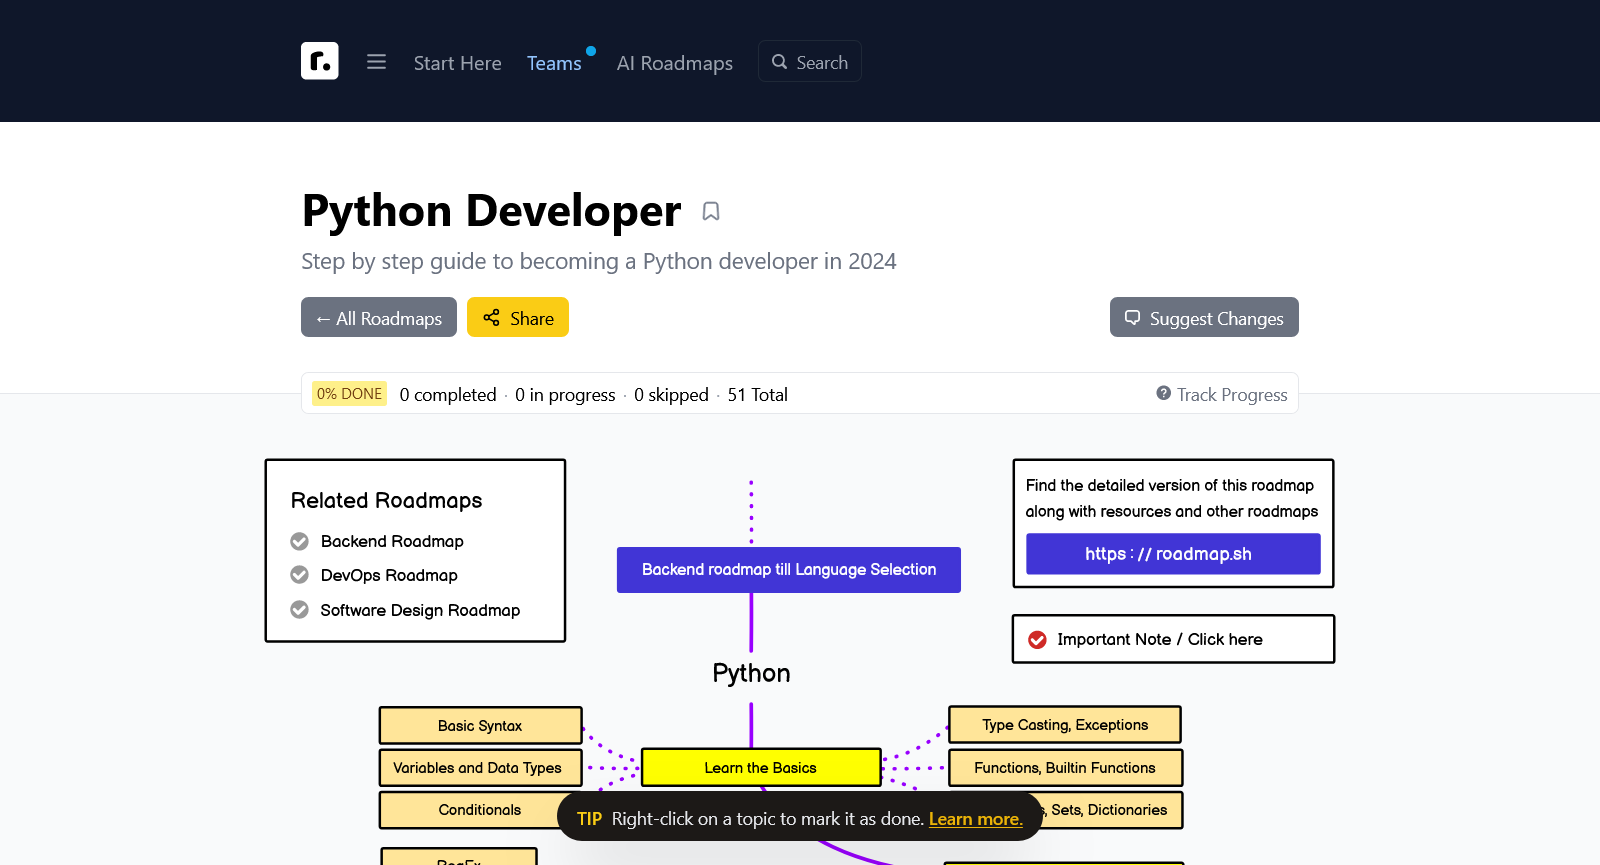 r.
Start Here
Teams
AI Roadmaps
Search
Python Developer
Step by step guide to becoming a Python developer in 2024
← All Roadmaps
Share
Suggest Changes
0% DONE 0 completed · 0 in progress · 0 skipped · 51 Total
Track Progress
Related Roadmaps
Backend Roadmap
DevOps Roadmap
Software Design Roadmap
Backend roadmap till Language Selection
Find the detailed version of this roadmap
along with resources and other roadmaps
https://roadmap.sh
Important Note / Click here
Python
Basic Syntax
Variables and Data Types
Conditionals
Learn the Basics
Type Casting, Exceptions
Functions, Builtin Functions
Sets, Dictionaries
TIP Right-click on a topic to mark it as done. Learn more.